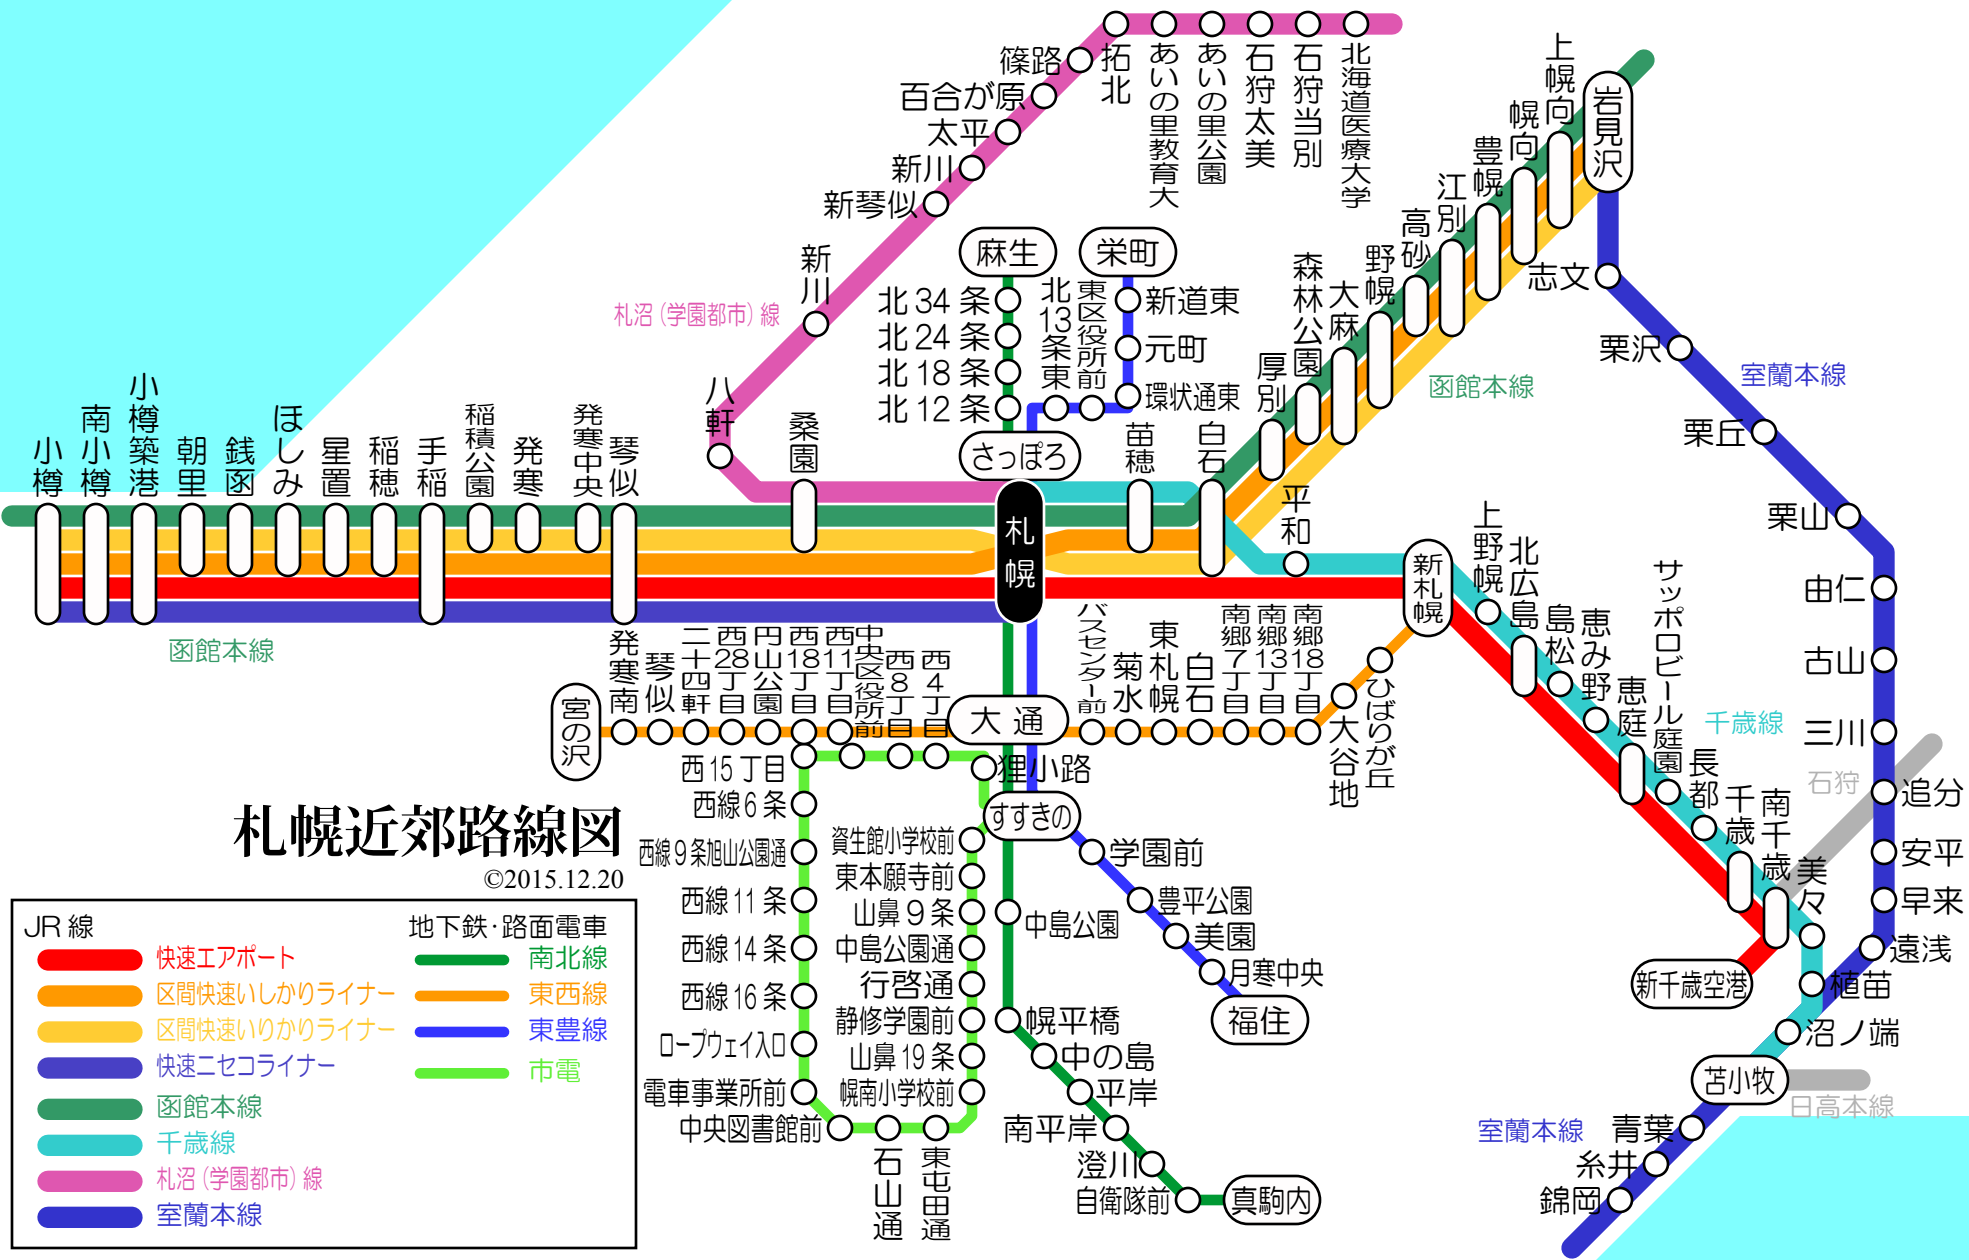 札幌近郊路線図
©2015.12.20
JR 線
快速エアポート
区間快速いしかりライナー
区間快速いりかりライナー
快速ニセコライナー
函館本線
千歳線
札沼(学園都市)線
室蘭本線
地下鉄・路面電車
南北線
東西線
東豊線
市電
札沼(学園都市)線
北海道医療大学
石狩当別
石狩太美
あいの里公園
あいの里教育大
拓北
篠路
百合が原
太平
新川
新琴似
新川
八軒
桑園
小樽
南小樽
小樽築港
朝里
銭函
ほしみ
星置
稲穂
手稲
稲積公園
発寒
発寒中央
琴似
函館本線
札幌
苗穂
白石
厚別
森林公園
大麻
野幌
高砂
江別
豊幌
幌向
上幌向
岩見沢
函館本線
志文
栗沢
栗丘
栗山
由仁
古山
三川
追分
安平
早来
遠浅
室蘭本線
石狩
平和
新札幌
上野幌
北広島
島松
恵み野
恵庭
サッポロビール庭園
長都
千歳
南千歳
美々
植苗
沼ノ端
苫小牧
新千歳空港
千歳線
日高本線
室蘭本線
青葉
糸井
錦岡
麻生
北34条
北24条
北18条
北12条
さっぽろ
栄町
新道東
元町
環状通東
東区役所前
北13条東
宮の沢
発寒南
琴似
二十四軒
西28丁目
円山公園
西18丁目
西11丁目
大通
バスセンター前
菊水
東札幌
白石
南郷7丁目
南郷13丁目
南郷18丁目
大谷地
ひばりが丘
中央区役所前
西8丁目
西4丁目
狸小路
すすきの
西15丁目
西線6条
西線9条旭山公園通
西線11条
西線14条
西線16条
ロープウェイ入口
電車事業所前
中央図書館前
石山通
東屯田通
資生館小学校前
東本願寺前
山鼻9条
中島公園通
行啓通
静修学園前
山鼻19条
幌南小学校前
学園前
豊平公園
美園
月寒中央
福住
中島公園
幌平橋
中の島
平岸
南平岸
澄川
自衛隊前
真駒内